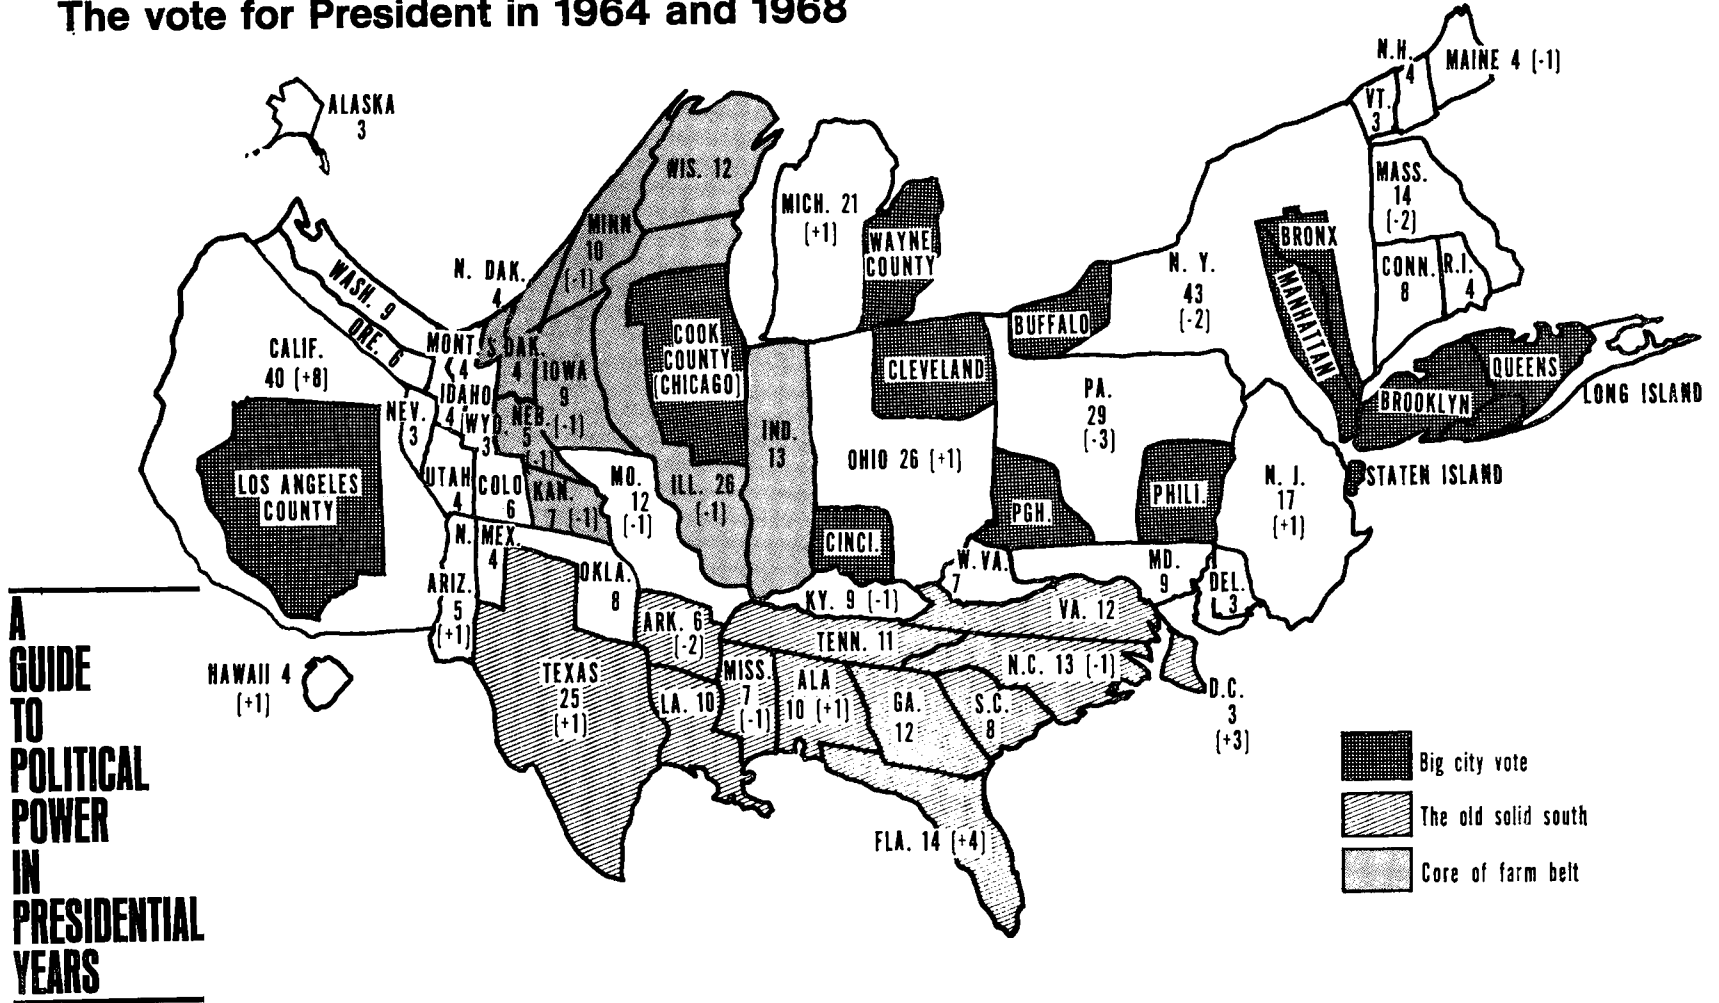 The vote for President in 1964 and 1968
ALASKA
3
N.H.
4
MAINE 4 (-1)
VT.
3
MASS.
14
(-2)
CONN.
8
R.I.
4
WIS. 12
MINN
10
(-1)
MICH. 21
(+1)
WAYNE
COUNTY
N. DAK.
4
N. Y.
43
(-2)
BRONX
MANHATTAN
BUFFALO
QUEENS
BROOKLYN
LONG ISLAND
STATEN ISLAND
WASH. 9
ORE. 6
CALIF.
40 (+8)
LOS ANGELES
COUNTY
MONT.
4
S. DAK.
4
IDAHO
4
IOWA
9
(-1)
NEV.
3
WYO.
3
NEB.
5
(-1)
UTAH
4
COLO
6
KAN.
7 (-1)
MO.
12
(-1)
COOK
COUNTY
(CHICAGO)
ILL. 26
(-1)
IND.
13
CLEVELAND
OHIO 26 (+1)
CINCI.
PA.
29
(-3)
PGH.
PHILI.
N. J.
17
(+1)
N. MEX.
4
ARIZ.
5
(+1)
OKLA.
8
W.VA.
7
MD.
9
DEL.
3
KY. 9 (-1)
VA. 12
TENN. 11
N.C. 13 (-1)
ARK. 6
(-2)
HAWAII 4
(+1)
TEXAS
25
(+1)
LA. 10
MISS.
7
(-1)
ALA
10 (+1)
GA.
12
S.C.
8
D.C.
3
(+3)
FLA. 14 (+4)
A
GUIDE
TO
POLITICAL
POWER
IN
PRESIDENTIAL
YEARS
Big city vote
The old solid south
Core of farm belt